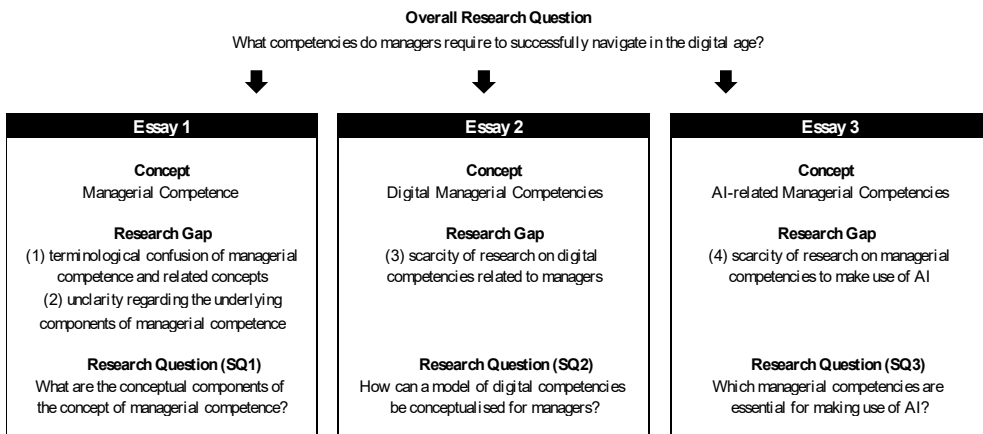 Overall Research Question
What competencies do managers require to successfully navigate in the digital age?
Essay 1
Concept
Managerial Competence
Research Gap
(1) terminological confusion of managerial
competence and related concepts
(2) unclarity regarding the underlying
components of managerial competence
Research Question (SQ1)
What are the conceptual components of
the concept of managerial competence?
Essay 2
Concept
Digital Managerial Competencies
Research Gap
(3) scarcity of research on digital
competencies related to managers
Research Question (SQ2)
How can a model of digital competencies
be conceptualised for managers?
Essay 3
Concept
AI-related Managerial Competencies
Research Gap
(4) scarcity of research on managerial
competencies to make use of AI
Research Question (SQ3)
Which managerial competencies are
essential for making use of AI?